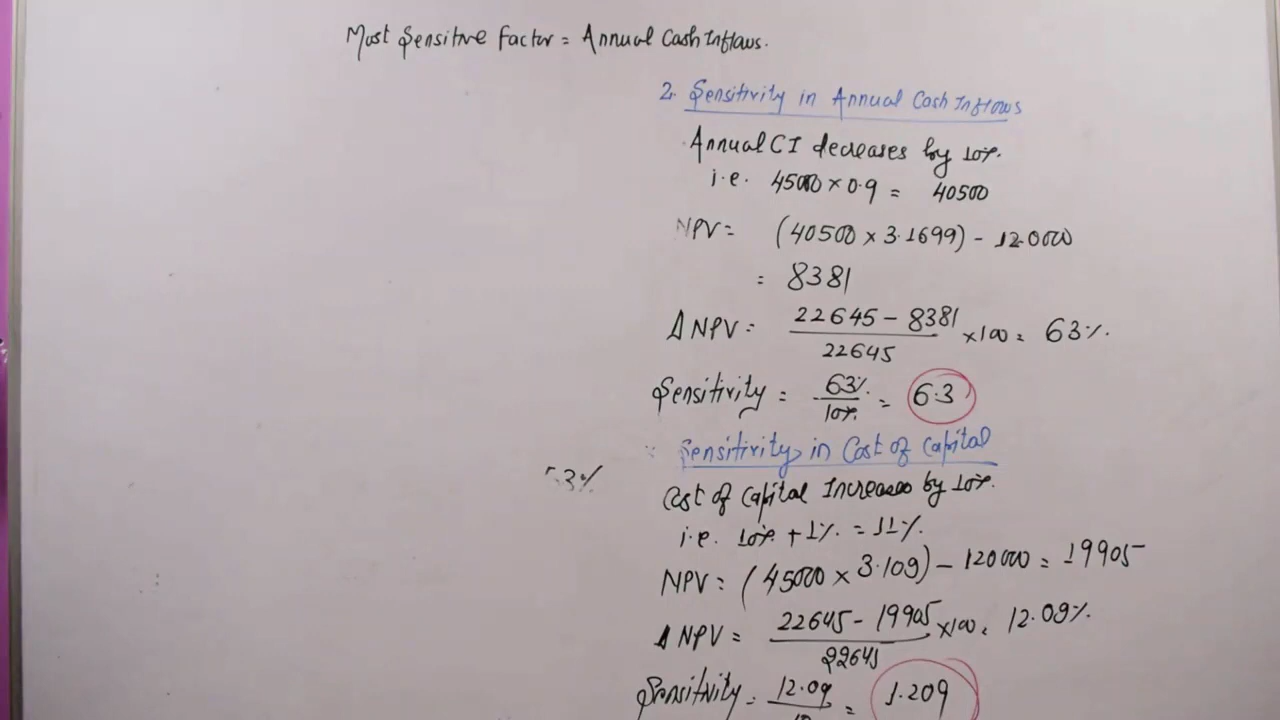 Most Sensitive Factor = Annual Cash Inflows.
2. Sensitivity in Annual Cash Inflows
Annual CI decreases by 10%.
i.e. 45000 × 0.9 = 40500
NPV = (40500 × 3.1699) - 120000
= 8381
Δ NPV = 22645 - 8381 / 22645 × 100 = 63%.
Sensitivity = 63% / 10% = 6.3
Sensitivity in Cost of Capital
3%
Cost of Capital Increases by 10%.
i.e. 10% + 1% = 11%.
NPV = (45000 × 3.109) - 120000 = 19905
Δ NPV = 22645 - 19905 / 22645 × 100 = 12.09%.
Sensitivity = 12.09 / 10 = 1.209